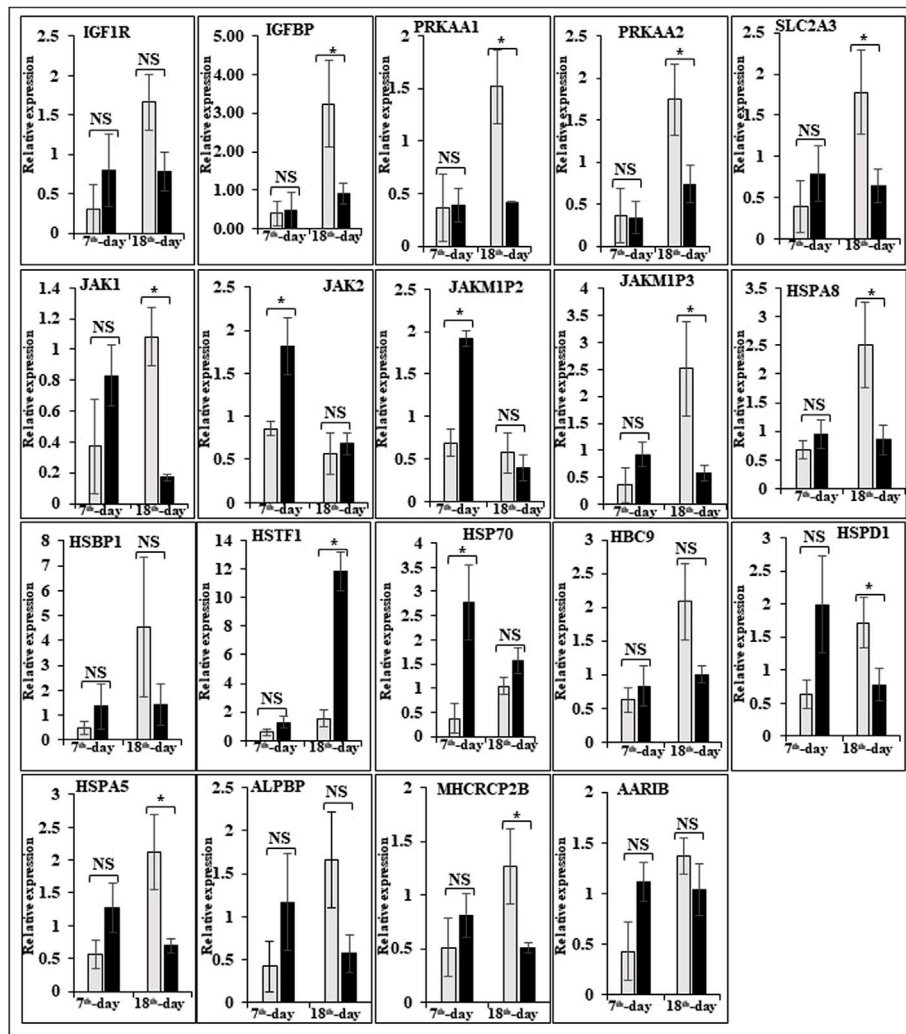 IGF1R
Relative expression
2.5
2
1.5
1
0.5
0
NS
NS
7th-day 18th-day
IGFBP
Relative expression
5.00
4.00
3.00
2.00
1.00
0.00
NS
*
7th-day 18th-day
PRKAA1
Relative expression
2
1.5
1
0.5
0
NS
*
7th-day 18th-day
PRKAA2
Relative expression
2.5
2
1.5
1
0.5
0
NS
*
7th-day 18th-day
SLC2A3
Relative expression
2.5
2
1.5
1
0.5
0
NS
*
7th-day 18th-day
JAK1
Relative expression
1.4
1.2
1
0.8
0.6
0.4
0.2
0
NS
*
7th-day 18th-day
JAK2
Relative expression
2.5
2
1.5
1
0.5
0
*
NS
7th-day 18th-day
JAKM1P2
Relative expression
2.5
2
1.5
1
0.5
0
*
NS
7th-day 18th-day
JAKM1P3
Relative expression
4
3.5
3
2.5
2
1.5
1
0.5
0
NS
*
7th-day 18th-day
HSPA8
Relative expression
4
3.5
3
2.5
2
1.5
1
0.5
0
NS
*
7th-day 18th-day
HSBP1
Relative expression
8
7
6
5
4
3
2
1
0
NS
NS
7th-day 18th-day
HSTF1
Relative expression
16
14
12
10
8
6
4
2
0
NS
*
7th-day 18th-day
HSP70
Relative expression
4
3.5
3
2.5
2
1.5
1
0.5
0
*
NS
7th-day 18th-day
HBC9
Relative expression
3
2.5
2
1.5
1
0.5
0
NS
NS
7th-day 18th-day
HSPD1
Relative expression
3
2.5
2
1.5
1
0.5
0
NS
*
7th-day 18th-day
HSPA5
Relative expression
3
2.5
2
1.5
1
0.5
0
NS
*
7th-day 18th-day
ALPBP
Relative expression
2.5
2
1.5
1
0.5
0
NS
NS
7th-day 18th-day
MHCRCP2B
Relative expression
2
1.5
1
0.5
0
NS
*
7th-day 18th-day
AARIB
Relative expression
2
1.5
1
0.5
0
NS
NS
7th-day 18th-day